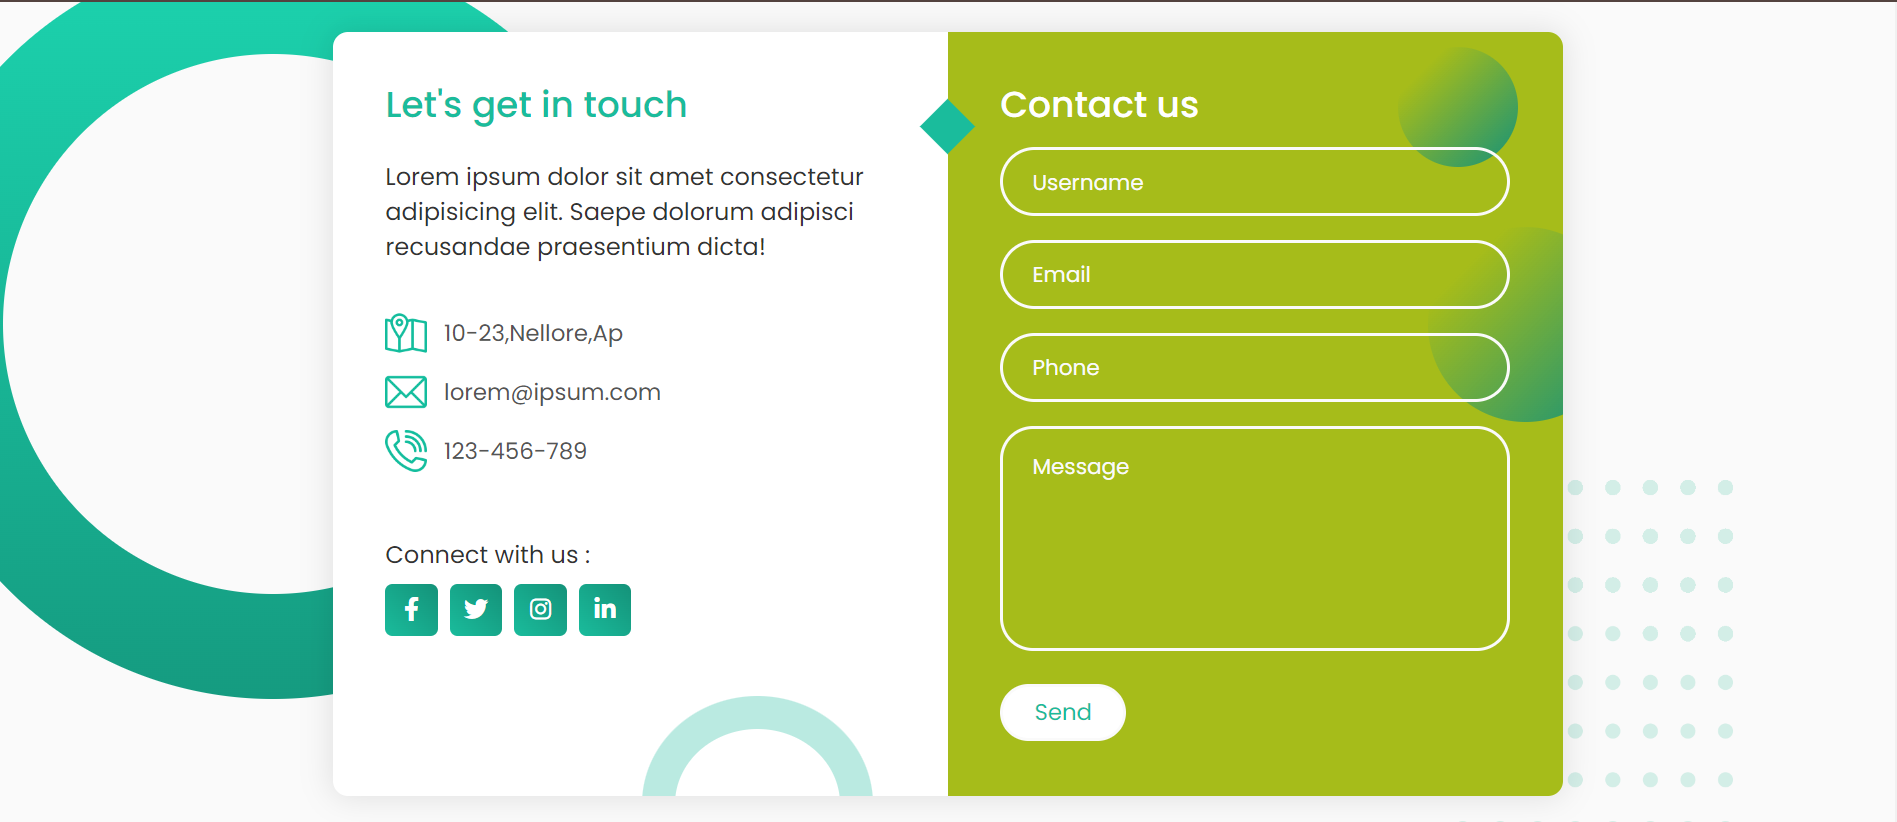 Let's get in touch
Lorem ipsum dolor sit amet consectetur
adipisicing elit. Saepe dolorum adipisci
recusandae praesentium dicta!
10-23,Nellore,Ap
lorem@ipsum.com
123-456-789
Connect with us :
Contact us
Username
Email
Phone
Message
Send